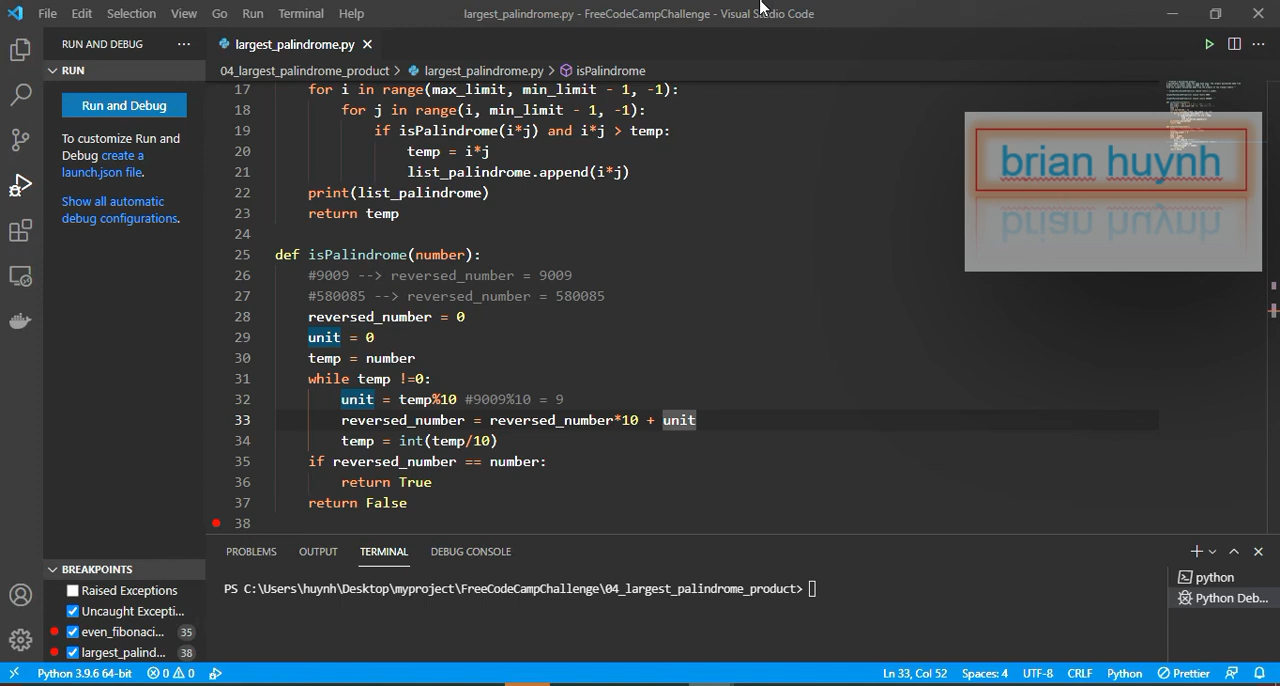 File Edit Selection View Go Run Terminal Help largest_palindrome.py - FreeCodeCampChallenge - Visual Studio Code
RUN AND DEBUG ···
RUN
Run and Debug
To customize Run and
Debug create a
launch.json file.
Show all automatic
debug configurations.
largest_palindrome.py
04_largest_palindrome_product > largest_palindrome.py > isPalindrome
17 for i in range(max_limit, min_limit - 1, -1):
18 for j in range(i, min_limit - 1, -1):
19 if isPalindrome(i*j) and i*j > temp:
20 temp = i*j
21 list_palindrome.append(i*j)
22 print(list_palindrome)
23 return temp
24
25 def isPalindrome(number):
26 #9009 --> reversed_number = 9009
27 #580085 --> reversed_number = 580085
28 reversed_number = 0
29 unit = 0
30 temp = number
31 while temp !=0:
32 unit = temp%10 #9009%10 = 9
33 reversed_number = reversed_number*10 + unit
34 temp = int(temp/10)
35 if reversed_number == number:
36 return True
37 return False
38
brian huynh
PROBLEMS OUTPUT TERMINAL DEBUG CONSOLE
PS C:\Users\huynh\Desktop\myproject\FreeCodeCampChallenge\04_largest_palindrome_product>
python
Python Deb...
BREAKPOINTS
Raised Exceptions
Uncaught Excepti...
even_fibonaci... 35
largest_palind... 38
Python 3.9.6 64-bit 0 0 Ln 33, Col 52 Spaces: 4 UTF-8 CRLF Python Prettier